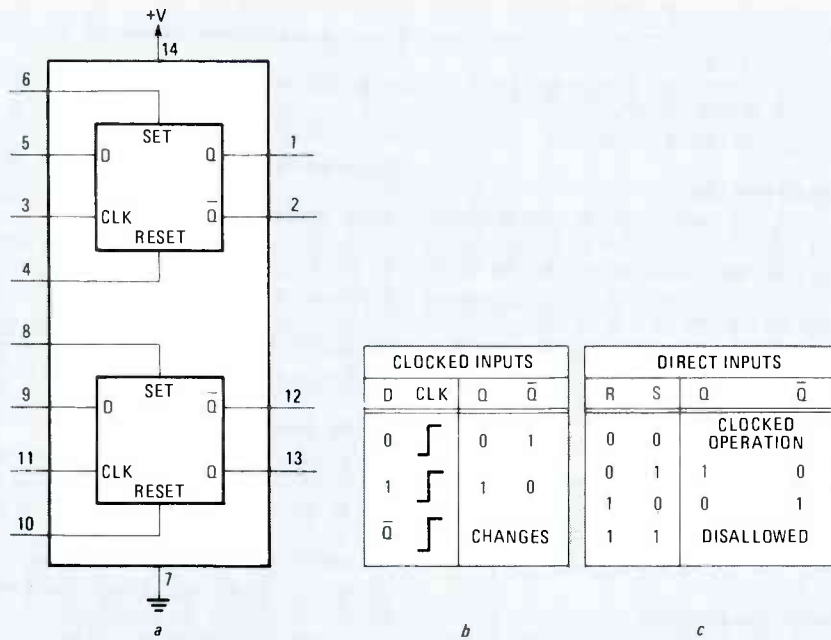 +V
14
6
SET
5
D
Q
1
3
CLK
Q̅
2
RESET
4
8
SET
9
D
Q̅
12
11
CLK
Q
13
RESET
10
7
a
CLOCKED INPUTS
D CLK Q Q̅
0 0 1
1 1 0
Q̅ CHANGES
b
DIRECT INPUTS
R S Q Q̅
0 0 CLOCKED OPERATION
0 1 1 0
1 0 0 1
1 1 DISALLOWED
c